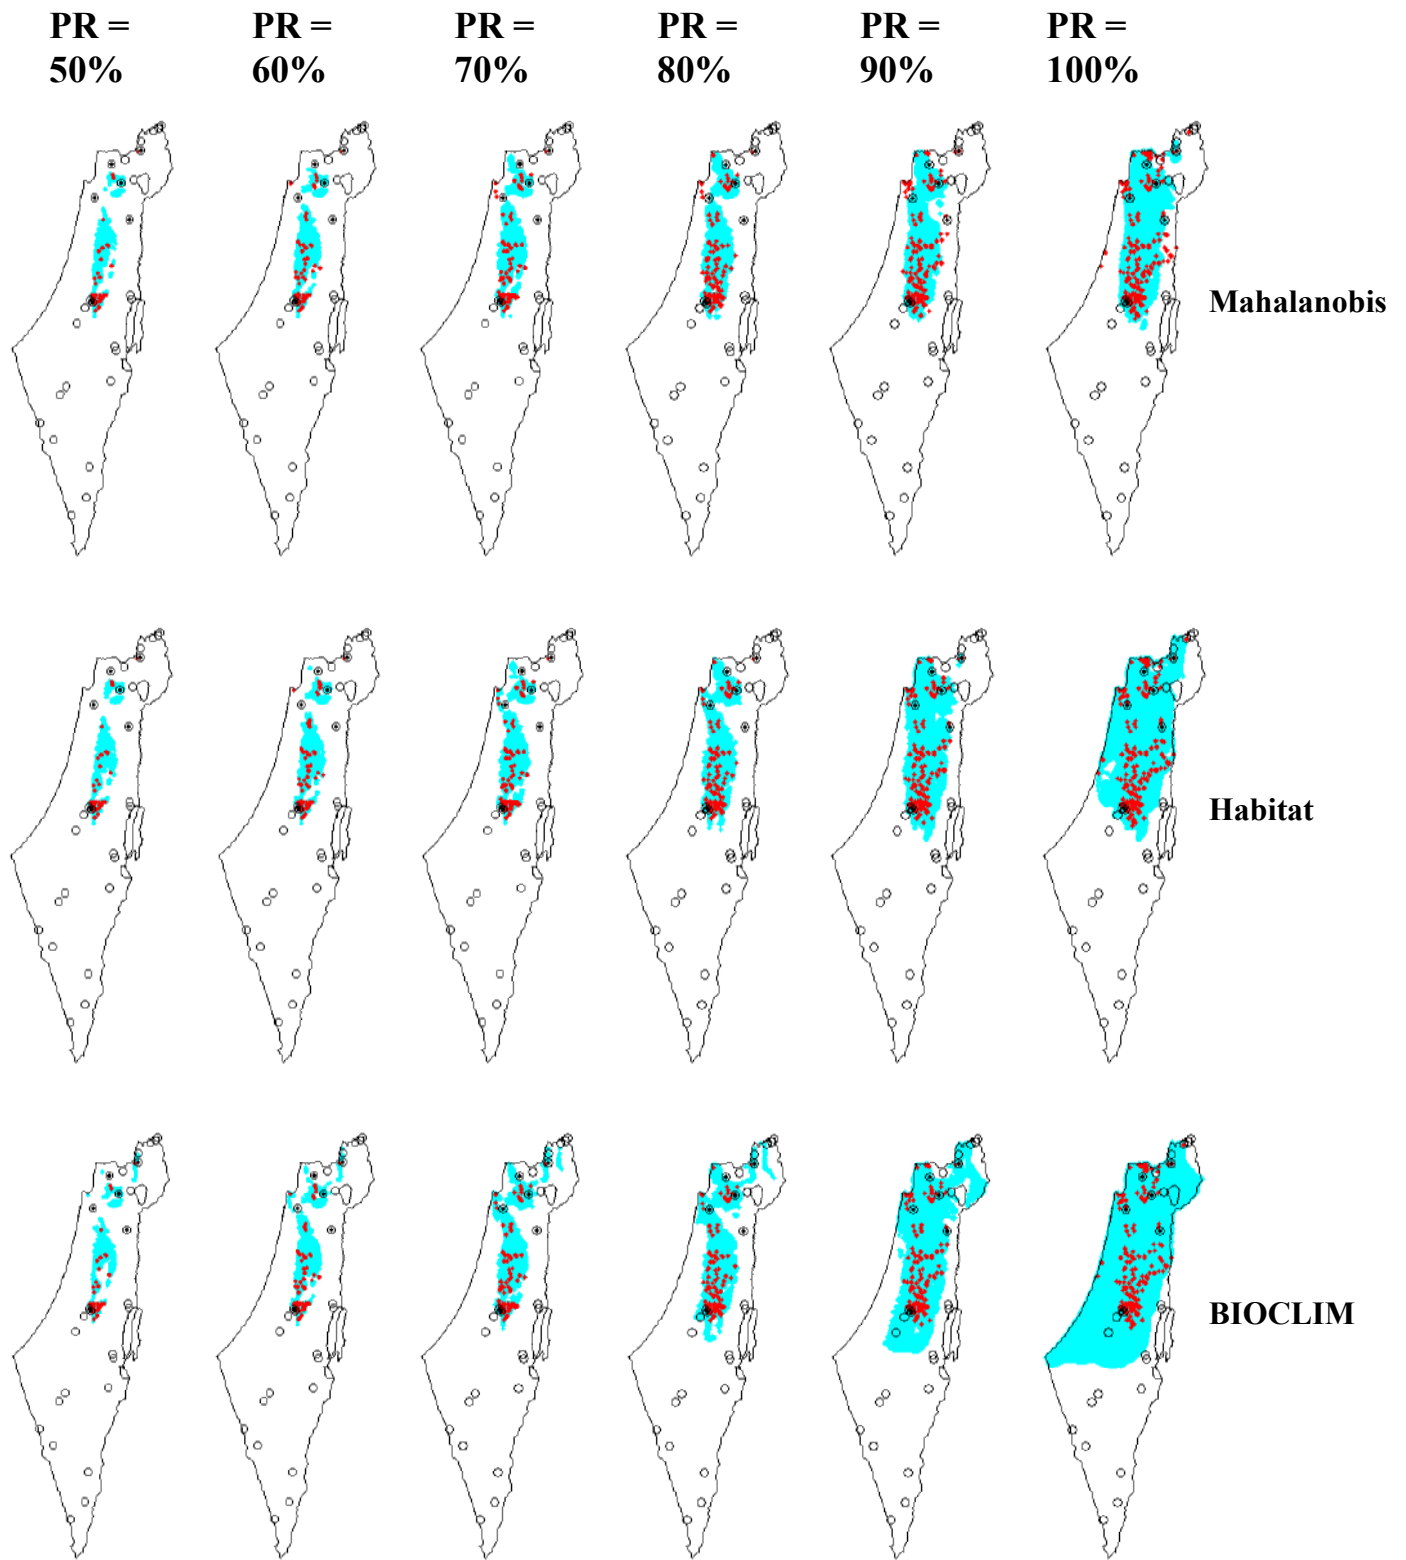 PR = PR = PR = PR = PR = PR =
50% 60% 70% 80% 90% 100%
Mahalanobis
Habitat
BIOCLIM